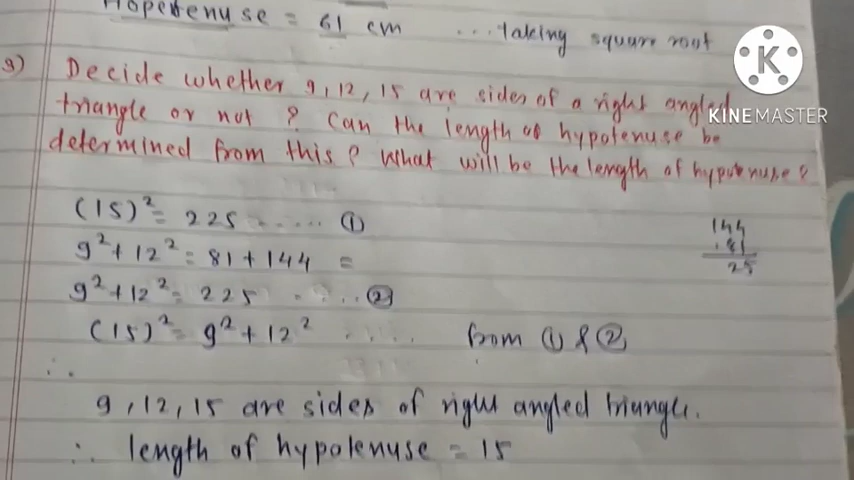 Hopotenuse = 61 cm ... taking square root
K
KINEMASTER
9) Decide whether 9, 12, 15 are sides of a right angled
triangle or not ? Can the length of hypotenuse be
determined from this ? What will be the length of hypotenuse ?
(15)² = 225 ..... ①
9² + 12² = 81 + 144 =
9² + 12² = 225 ..... ②
(15)² = 9² + 12² ..... from ① & ②
144
+81
25
∴
9, 12, 15 are sides of right angled triangle.
∴ length of hypotenuse = 15